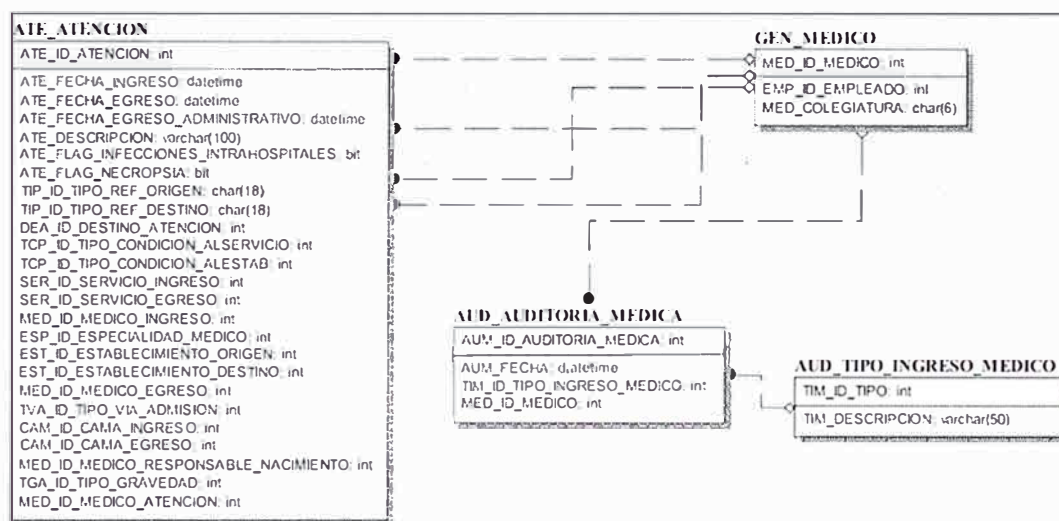 ATE_ATENCION
ATE_ID_ATENCION: int
ATE_FECHA_INGRESO: datetime
ATE_FECHA_EGRESO: datetime
ATE_FECHA_EGRESO_ADMINISTRATIVO: datetime
ATE_DESCRIPCION: varchar(100)
ATE_FLAG_INFECCIONES_INTRAHOSPITALES: bit
ATE_FLAG_NECROPSIA: bit
TIP_ID_TIPO_REF_ORIGEN: char(18)
TIP_ID_TIPO_REF_DESTINO: char(18)
DEA_ID_DESTINO_ATENCION: int
TCP_ID_TIPO_CONDICION_ALSERVICIO: int
TCP_ID_TIPO_CONDICION_ALESTAB: int
SER_ID_SERVICIO_INGRESO: int
SER_ID_SERVICIO_EGRESO: int
MED_ID_MEDICO_INGRESO: int
ESP_ID_ESPECIALIDAD_MEDICO: int
EST_ID_ESTABLECIMIENTO_ORIGEN: int
EST_ID_ESTABLECIMIENTO_DESTINO: int
MED_ID_MEDICO_EGRESO: int
TVA_ID_TIPO_VIA_ADMISION: int
CAM_ID_CAMA_INGRESO: int
CAM_ID_CAMA_EGRESO: int
MED_ID_MEDICO_RESPONSABLE_NACIMIENTO: int
TGA_ID_TIPO_GRAVEDAD: int
MED_ID_MEDICO_ATENCION: int
GEN_MEDICO
MED_ID_MEDICO: int
EMP_ID_EMPLEADO: int
MED_COLEGIATURA: char(6)
AUD_AUDITORIA_MEDICA
AUM_ID_AUDITORIA_MEDICA: int
AUM_FECHA: datetime
TIM_ID_TIPO_INGRESO_MEDICO: int
MED_ID_MEDICO: int
AUD_TIPO_INGRESO_MEDICO
TIM_ID_TIPO: int
TIM_DESCRIPCION: varchar(50)